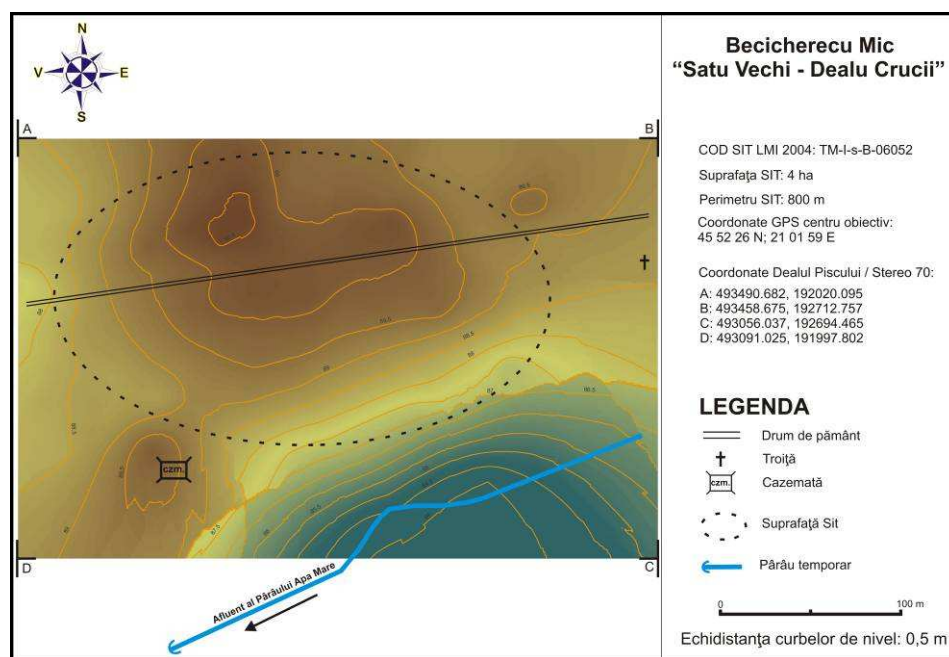 N
V E
S
A
B
D
C
czm.
Afluent al Pârâului Apa Mare
Becicherecu Mic
“Satu Vechi - Dealu Crucii”
COD SIT LMI 2004: TM-I-s-B-06052
Suprafaţa SIT: 4 ha
Perimetru SIT: 800 m
Coordonate GPS centru obiectiv:
45 52 26 N; 21 01 59 E
Coordonate Dealul Piscului / Stereo 70:
A: 493490.682, 192020.095
B: 493458.675, 192712.757
C: 493056.037, 192694.465
D: 493091.025, 191997.802
LEGENDA
Drum de pământ
Troiţă
czm.
Cazemată
Suprafaţă Sit
Pârâu temporar
0 100 m
Echidistanţa curbelor de nivel: 0,5 m